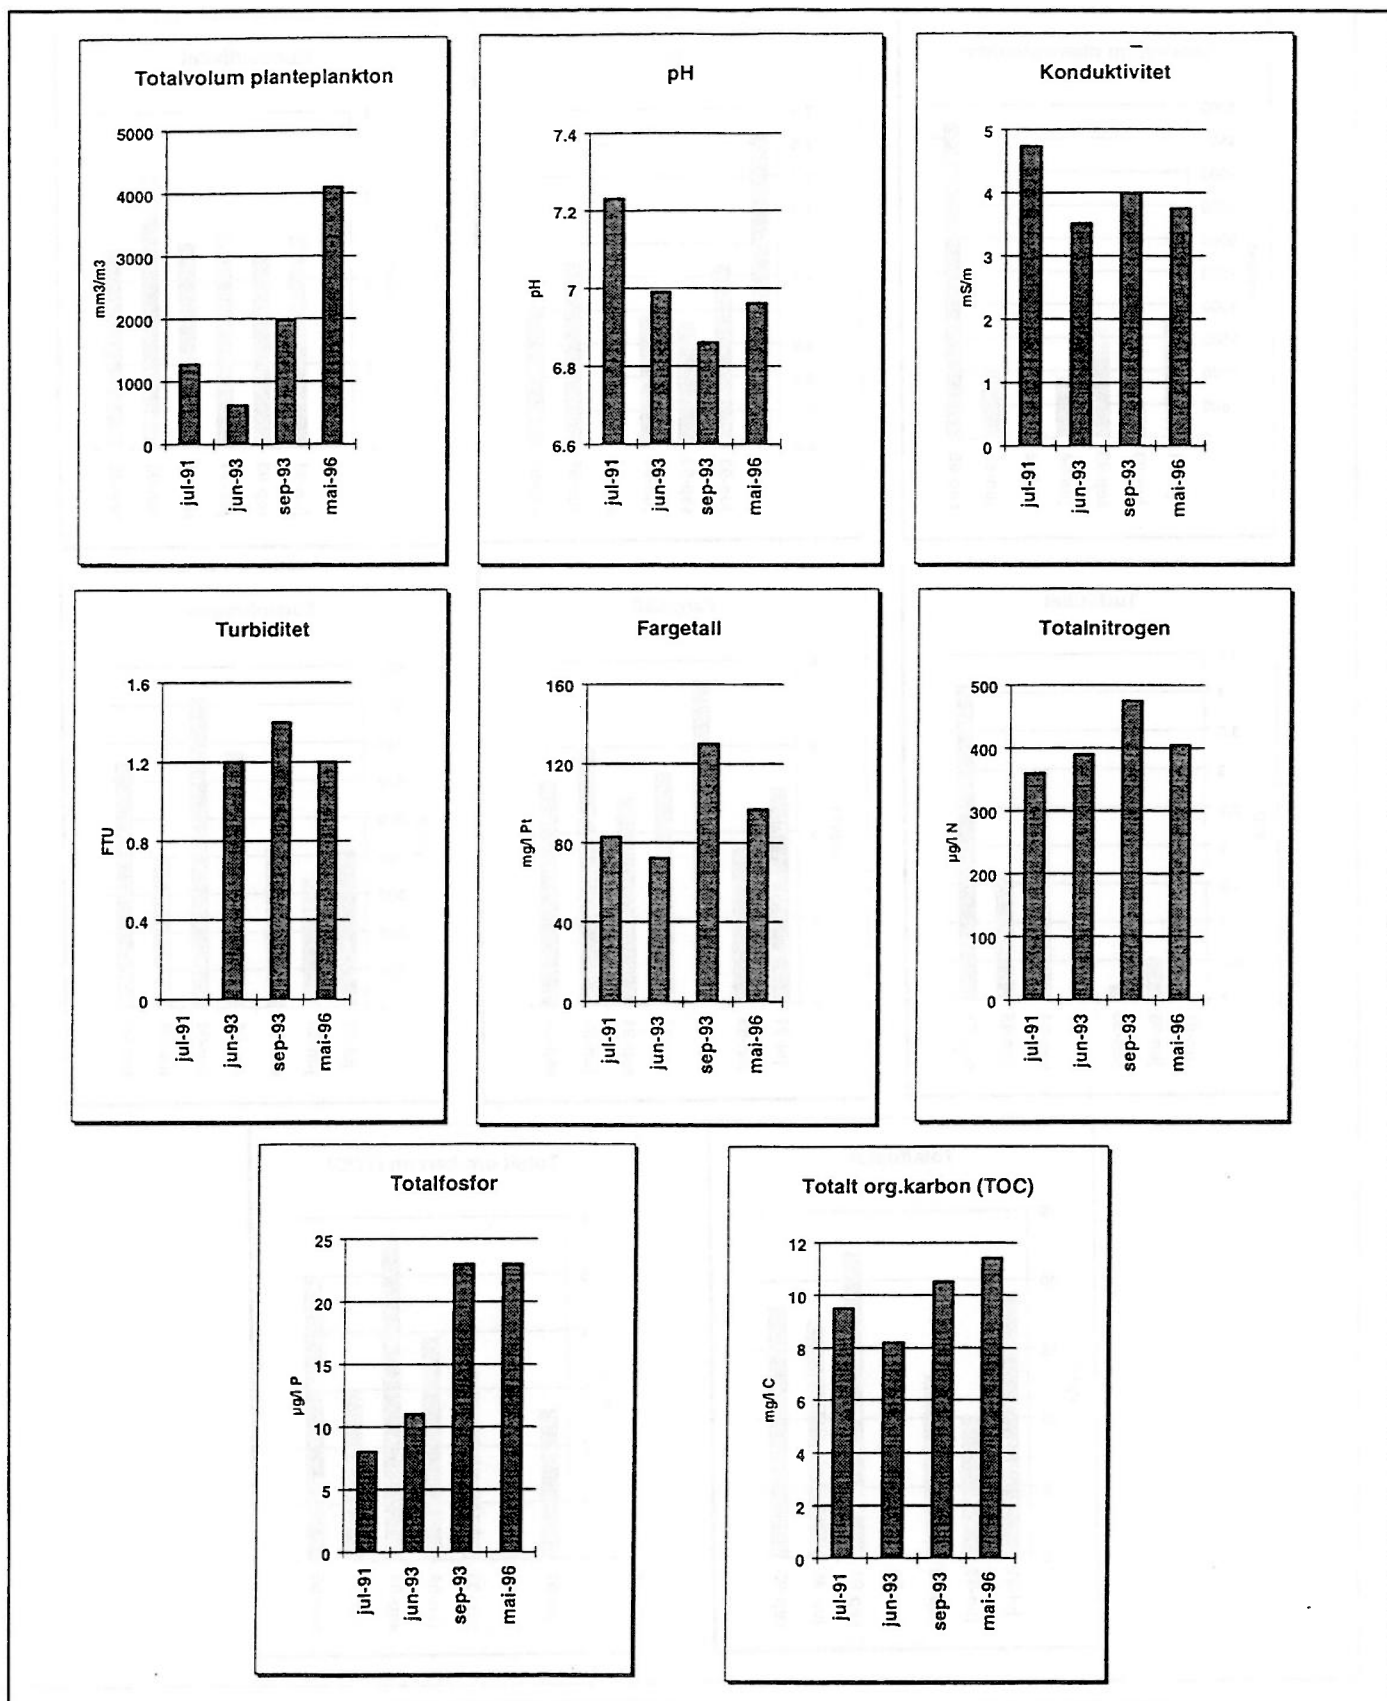 Totalvolum planteplankton
5000
4000
3000
2000
1000
0
mm3/m3
jul-91
jun-93
sep-93
mai-96
pH
7.4
7.2
7
6.8
6.6
pH
jul-91
jun-93
sep-93
mai-96
Konduktivitet
5
4
3
2
1
0
mS/m
jul-91
jun-93
sep-93
mai-96
Turbiditet
1.6
1.2
0.8
0.4
0
FTU
jul-91
jun-93
sep-93
mai-96
Fargetall
160
120
80
40
0
mg/l Pt
jul-91
jun-93
sep-93
mai-96
Totalnitrogen
500
400
300
200
100
0
µg/l N
jul-91
jun-93
sep-93
mai-96
Totalfosfor
25
20
15
10
5
0
µg/l P
jul-91
jun-93
sep-93
mai-96
Totalt org.karbon (TOC)
12
10
8
6
4
2
0
mg/l C
jul-91
jun-93
sep-93
mai-96